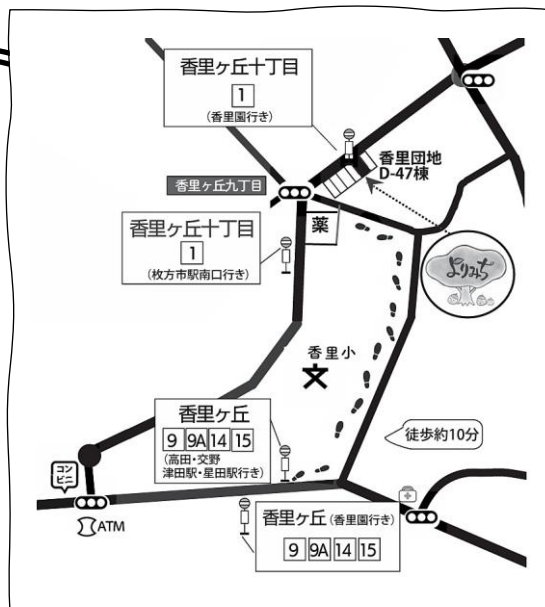 香里ヶ丘十丁目
1
(香里園行き)
香里団地
D-47棟
香里ヶ丘九丁目
薬
香里ヶ丘十丁目
1
(枚方市駅南口行き)
よりみち
香里小
香里ヶ丘
9 9A 14 15
(高田・交野
津田駅・星田駅行き)
徒歩約10分
コン
ビニ
ATM
香里ヶ丘(香里園行き)
9 9A 14 15